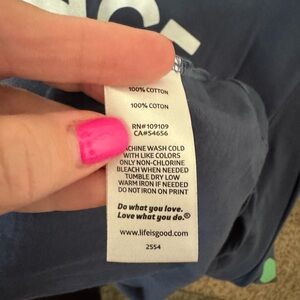 100% COTTON
100% COTON
RN#109109
CA#54656
ACHINE WASH COLD
WITH LIKE COLORS
ONLY NON-CHLORINE
BLEACH WHEN NEEDED
TUMBLE DRY LOW
WARM IRON IF NEEDED
DO NOT IRON ON PRINT
Do what you love.
Love what you do.®
www.lifeisgood.com
2554